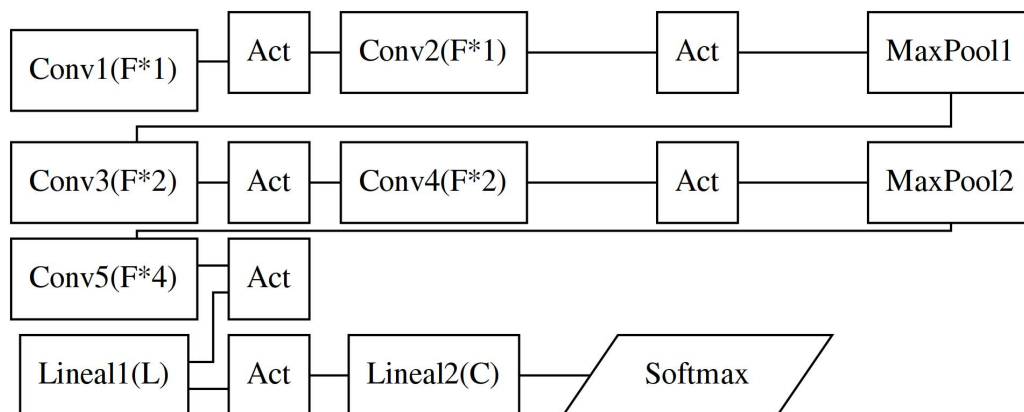 Conv1(F*1) Act Conv2(F*1) Act MaxPool1
Conv3(F*2) Act Conv4(F*2) Act MaxPool2
Conv5(F*4) Act
Lineal1(L) Act Lineal2(C) Softmax